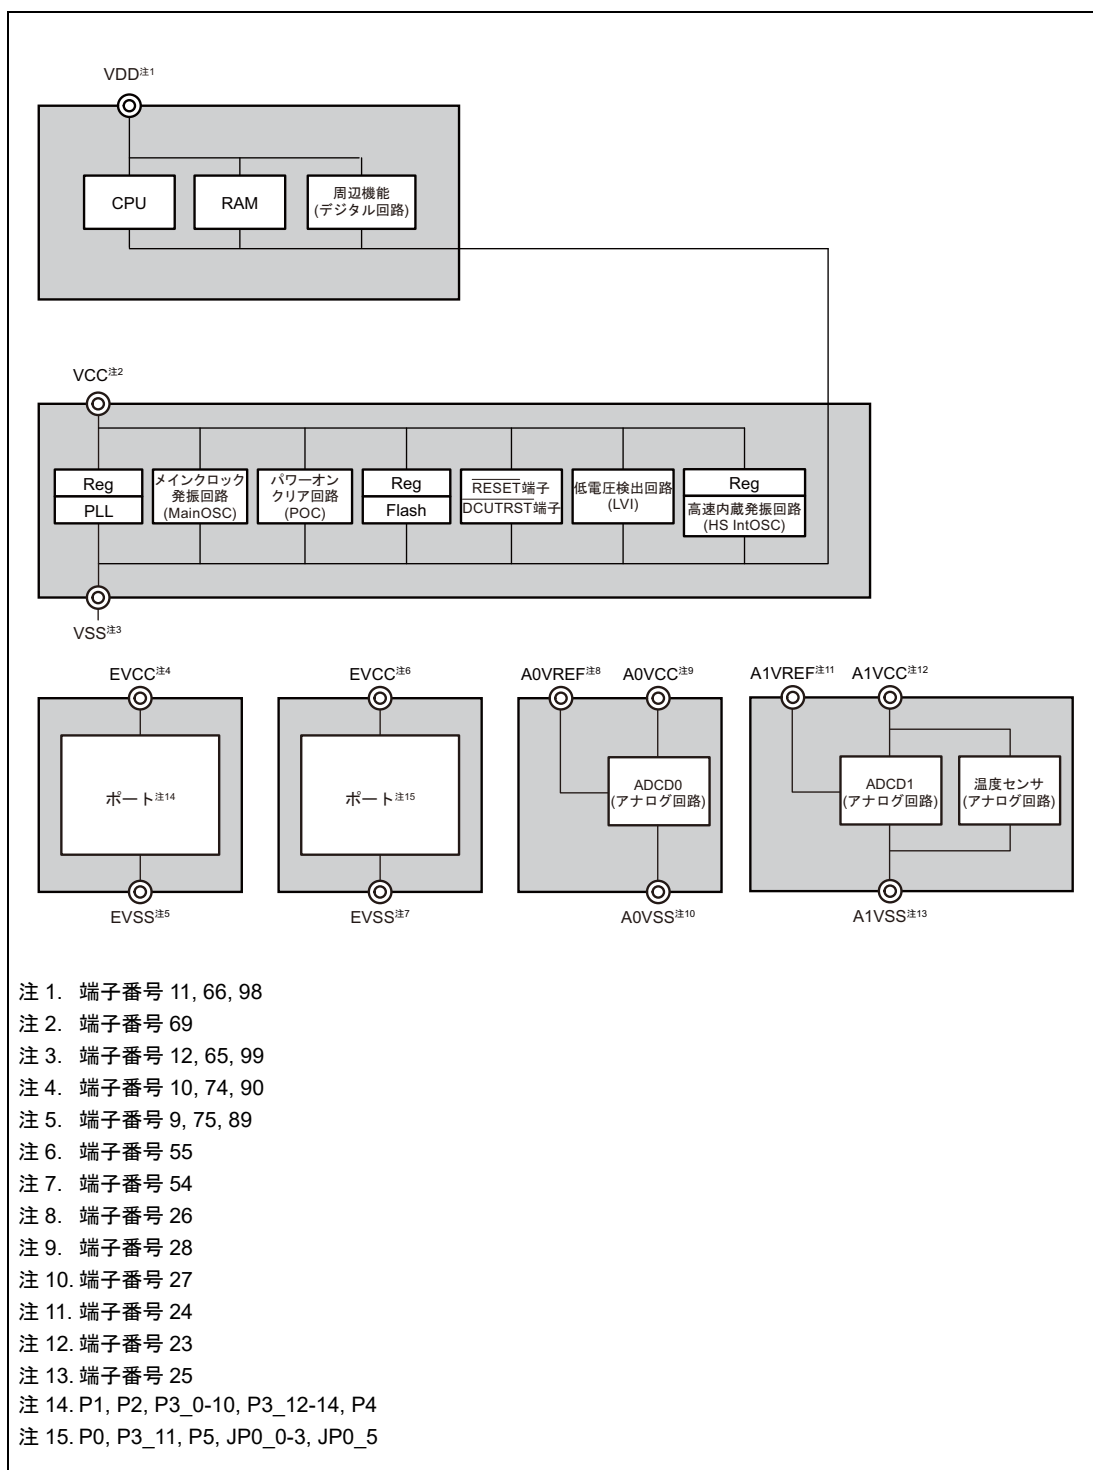 VDD注1
CPU
RAM
周辺機能
(デジタル回路)
VCC注2
Reg
PLL
メインクロック
発振回路
(MainOSC)
パワーオン
クリア回路
(POC)
Reg
Flash
RESET端子
DCUTRST端子
低電圧検出回路
(LVI)
Reg
高速内蔵発振回路
(HS IntOSC)
VSS注3
EVCC注4
ポート注14
EVSS注5
EVCC注6
ポート注15
EVSS注7
A0VREF注8
A0VCC注9
ADCD0
(アナログ回路)
A0VSS注10
A1VREF注11
A1VCC注12
ADCD1
(アナログ回路)
温度センサ
(アナログ回路)
A1VSS注13
注 1. 端子番号 11, 66, 98
注 2. 端子番号 69
注 3. 端子番号 12, 65, 99
注 4. 端子番号 10, 74, 90
注 5. 端子番号 9, 75, 89
注 6. 端子番号 55
注 7. 端子番号 54
注 8. 端子番号 26
注 9. 端子番号 28
注 10. 端子番号 27
注 11. 端子番号 24
注 12. 端子番号 23
注 13. 端子番号 25
注 14. P1, P2, P3_0-10, P3_12-14, P4
注 15. P0, P3_11, P5, JP0_0-3, JP0_5